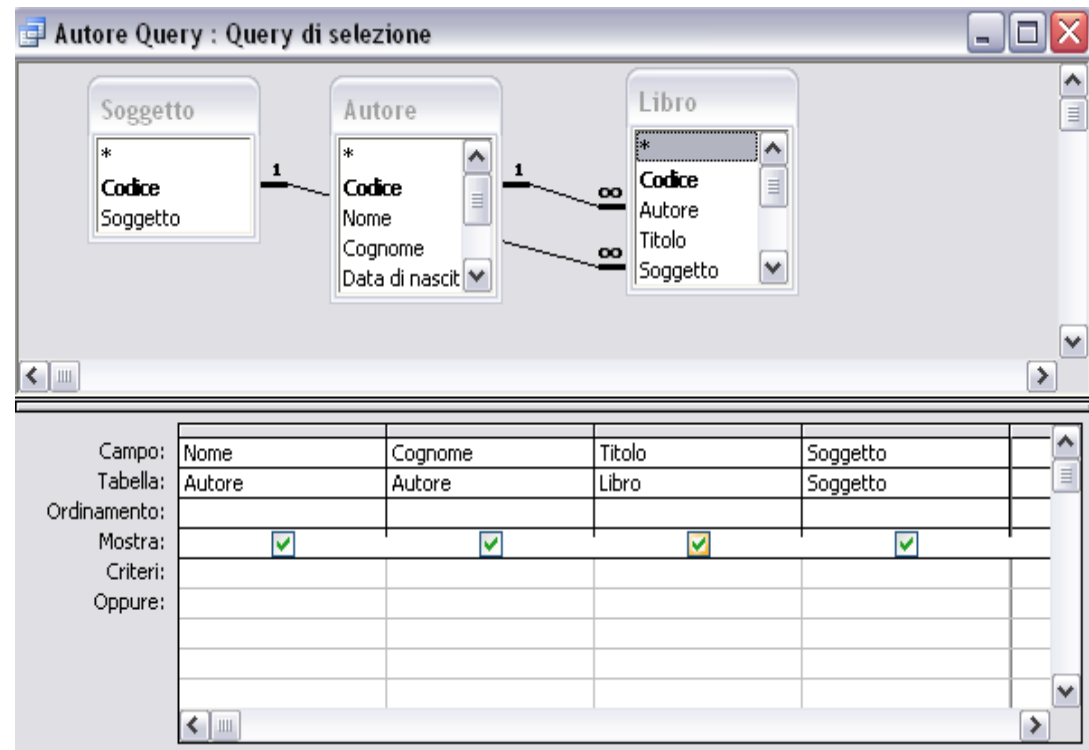 Autore Query : Query di selezione
Soggetto
*
Codice
Soggetto
1
Autore
*
Codice
Nome
Cognome
Data di nascit
1
∞
∞
Libro
*
Codice
Autore
Titolo
Soggetto
Campo: Nome Cognome Titolo Soggetto
Tabella: Autore Autore Libro Soggetto
Ordinamento:
Mostra:
Criteri:
Oppure: